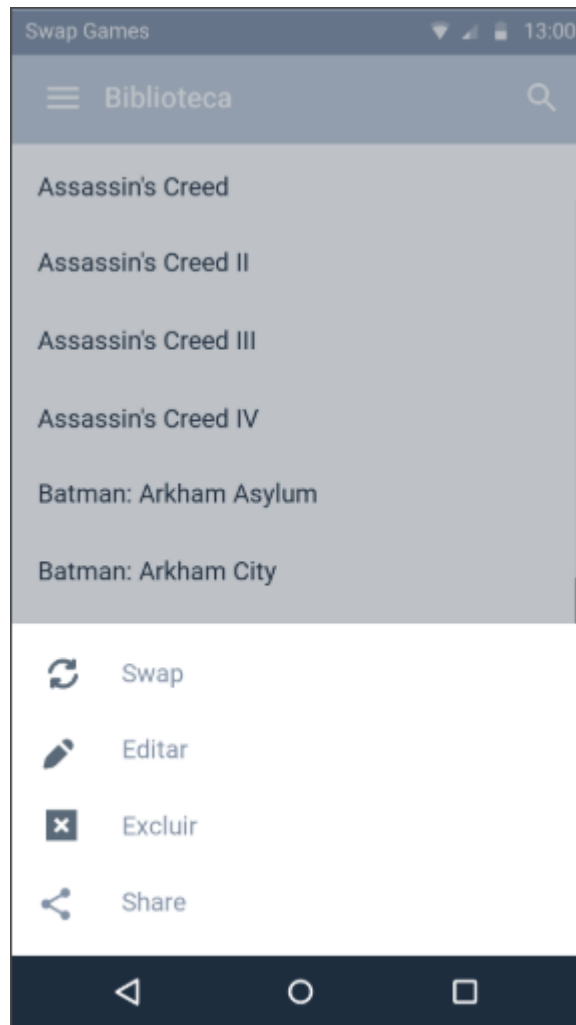 Swap Games 13:00
Biblioteca
Assassin's Creed
Assassin's Creed II
Assassin's Creed III
Assassin's Creed IV
Batman: Arkham Asylum
Batman: Arkham City
Swap
Editar
Excluir
Share